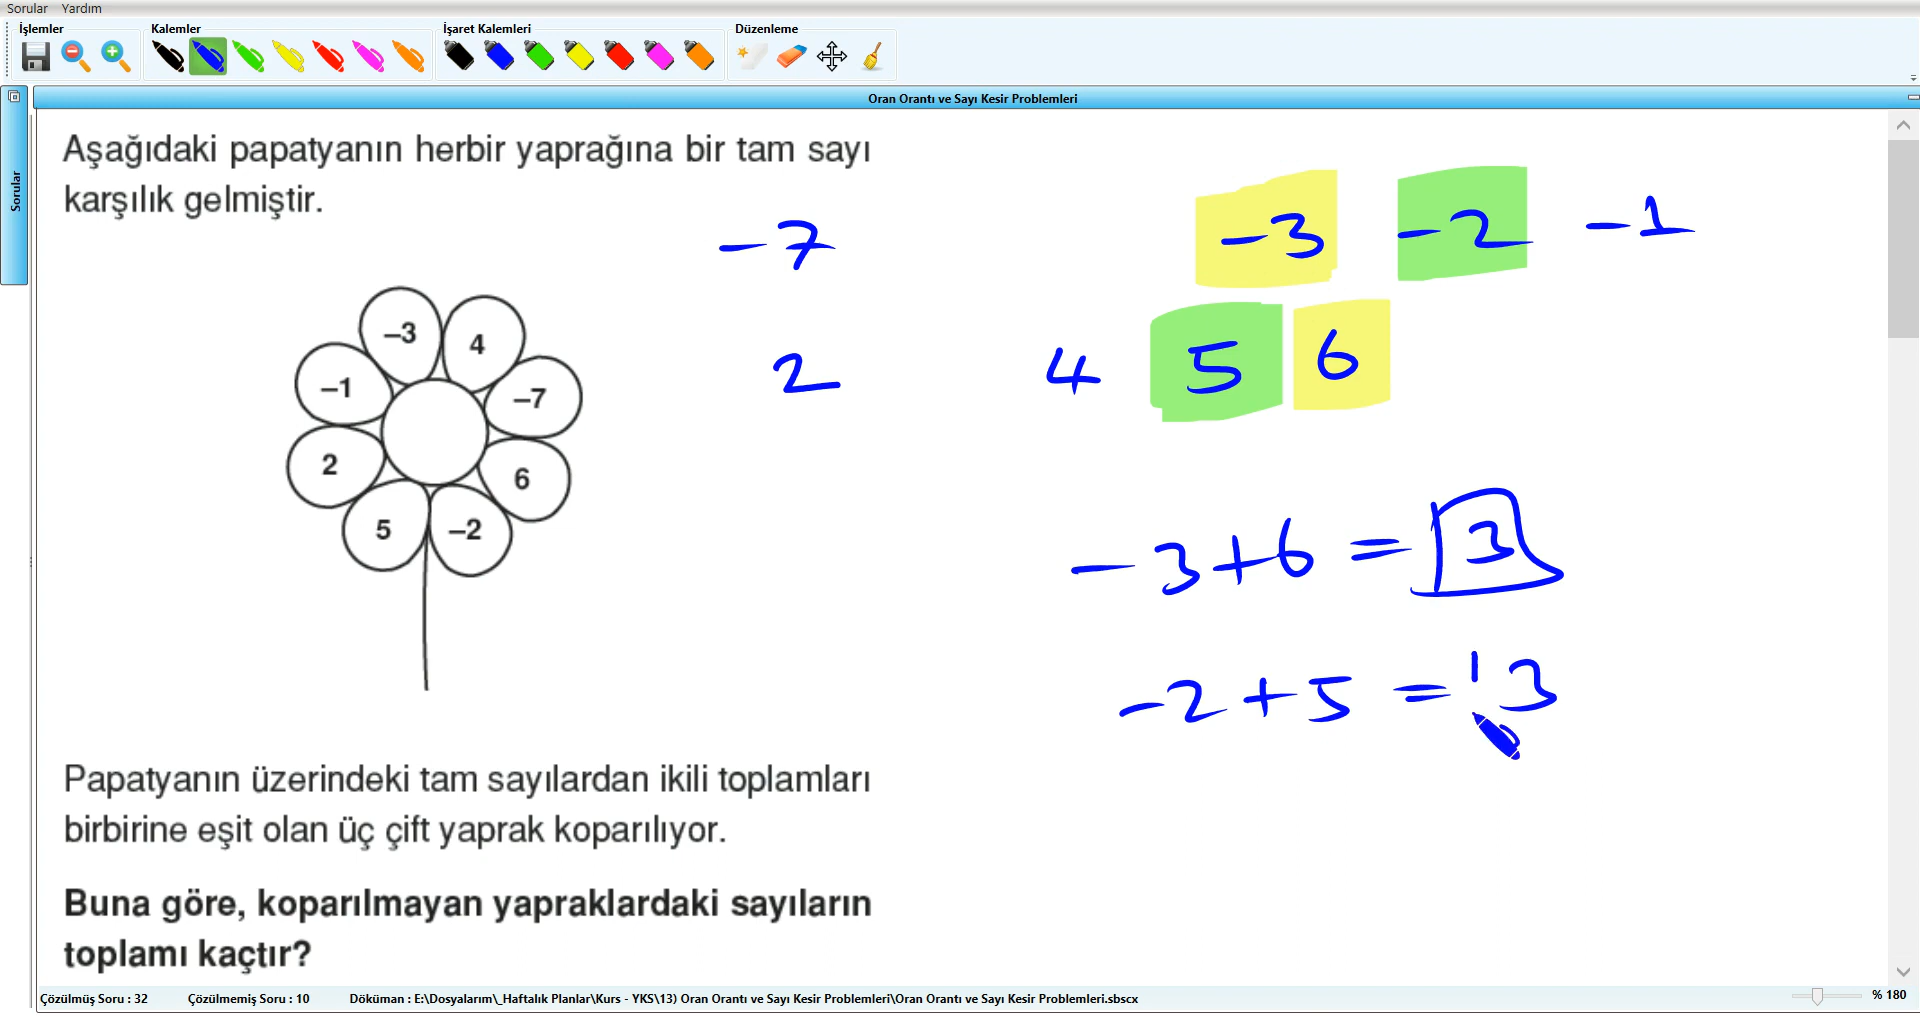 Sorular Yardım
İşlemler Kalemler İşaret Kalemleri Düzenleme
Oran Orantı ve Sayı Kesir Problemleri
Sorular
Aşağıdaki papatyanın herbir yaprağına bir tam sayı
karşılık gelmiştir.
-7 -3 -2 -1
2 4 5 6
–3 4
–1 –7
2 6
5 –2
-3+6=3
-2+5=3
Papatyanın üzerindeki tam sayılardan ikili toplamları
birbirine eşit olan üç çift yaprak koparılıyor.
Buna göre, koparılmayan yapraklardaki sayıların
toplamı kaçtır?
Çözülmüş Soru : 32 Çözülmemiş Soru : 10 Döküman : E:\Dosyalarım\_Haftalık Planlar\Kurs - YKS\13) Oran Orantı ve Sayı Kesir Problemleri\Oran Orantı ve Sayı Kesir Problemleri.sbscx % 180